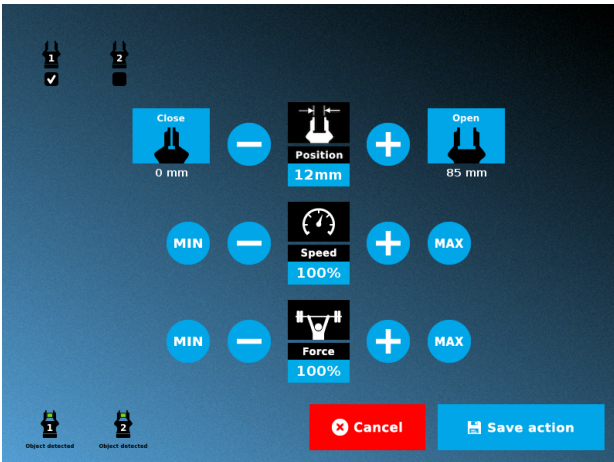 1
2
Close
Open
Position
0 mm
12mm
85 mm
MIN
MAX
Speed
100%
MIN
MAX
Force
100%
1
2
Object detected
Object detected
Cancel
Save action